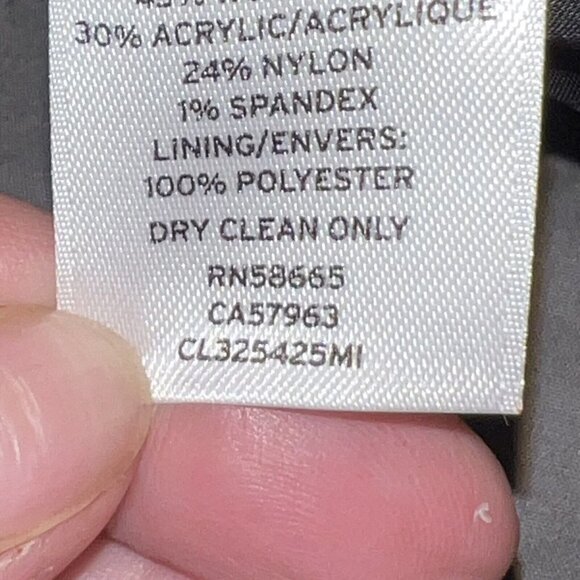 30% ACRYLIC/ACRYLIQUE
24% NYLON
1% SPANDEX
LINING/ENVERS:
100% POLYESTER
DRY CLEAN ONLY
RN58665
CA57963
CL325425MI